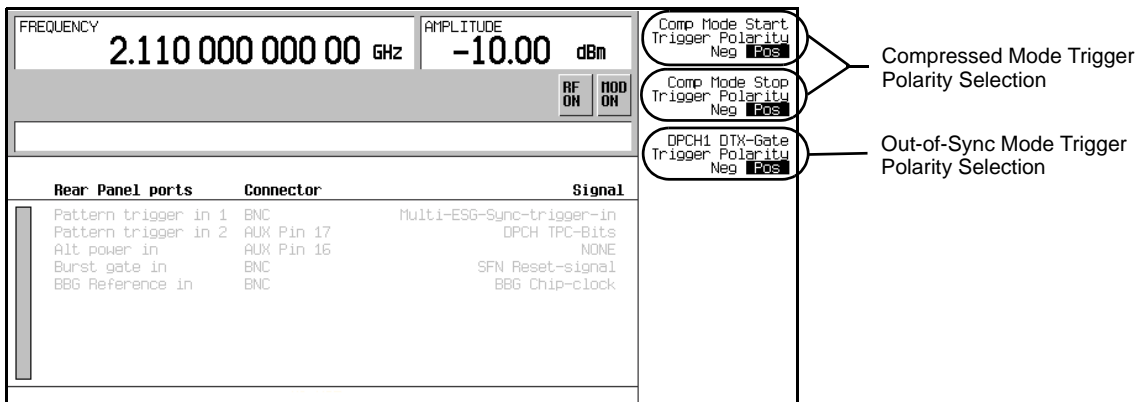 FREQUENCY
2.110 000 000 00 GHz
AMPLITUDE
-10.00 dBm
RF ON
MOD ON
Comp Mode Start
Trigger Polarity
Neg Pos
Comp Mode Stop
Trigger Polarity
Neg Pos
DPCH1 DTX-Gate
Trigger Polarity
Neg Pos
Compressed Mode Trigger
Polarity Selection
Out-of-Sync Mode Trigger
Polarity Selection
Rear Panel ports Connector Signal
Pattern trigger in 1 BNC Multi-ESG-Sync-trigger-in
Pattern trigger in 2 AUX Pin 17 DPCH TPC-Bits
Alt power in AUX Pin 16 NONE
Burst gate in BNC SFN Reset-signal
BBG Reference in BNC BBG Chip-clock